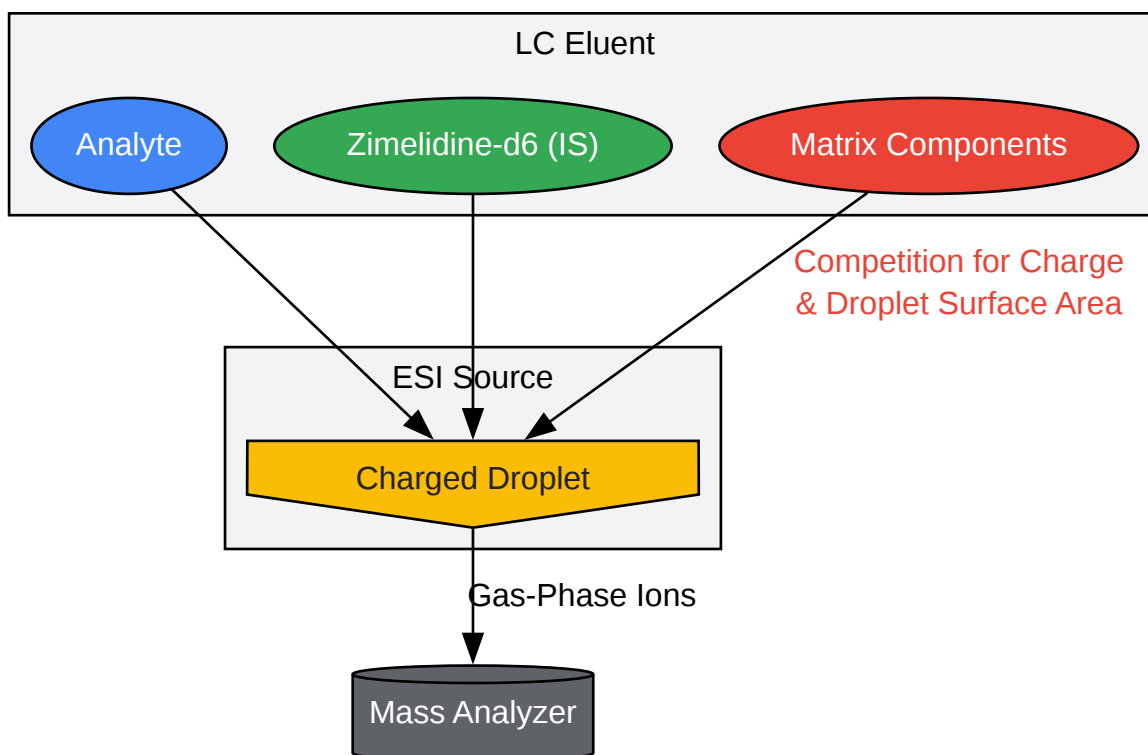 LC Eluent
Analyte
Zimelidine-d6 (IS)
Matrix Components
Competition for Charge
& Droplet Surface Area
ESI Source
Charged Droplet
Gas-Phase Ions
Mass Analyzer